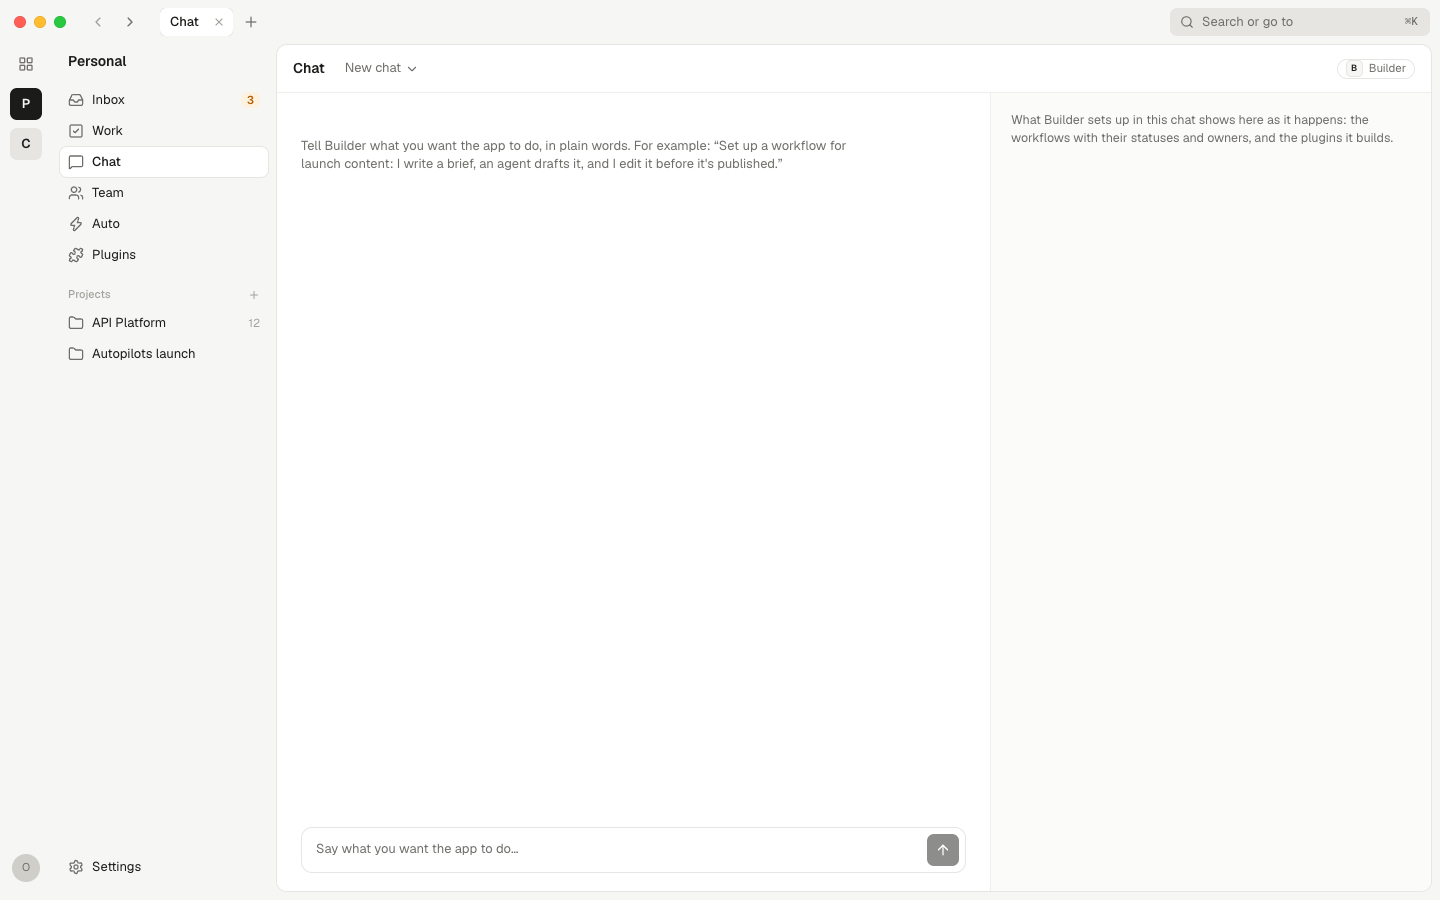 Chat
Search or go to
⌘K
Personal
P
C
Inbox
3
Work
Chat
Team
Auto
Plugins
Projects
API Platform
12
Autopilots launch
O
Settings
Chat
New chat
B
Builder
Tell Builder what you want the app to do, in plain words. For example: “Set up a workflow for
launch content: I write a brief, an agent drafts it, and I edit it before it's published.”
Say what you want the app to do…
What Builder sets up in this chat shows here as it happens: the
workflows with their statuses and owners, and the plugins it builds.